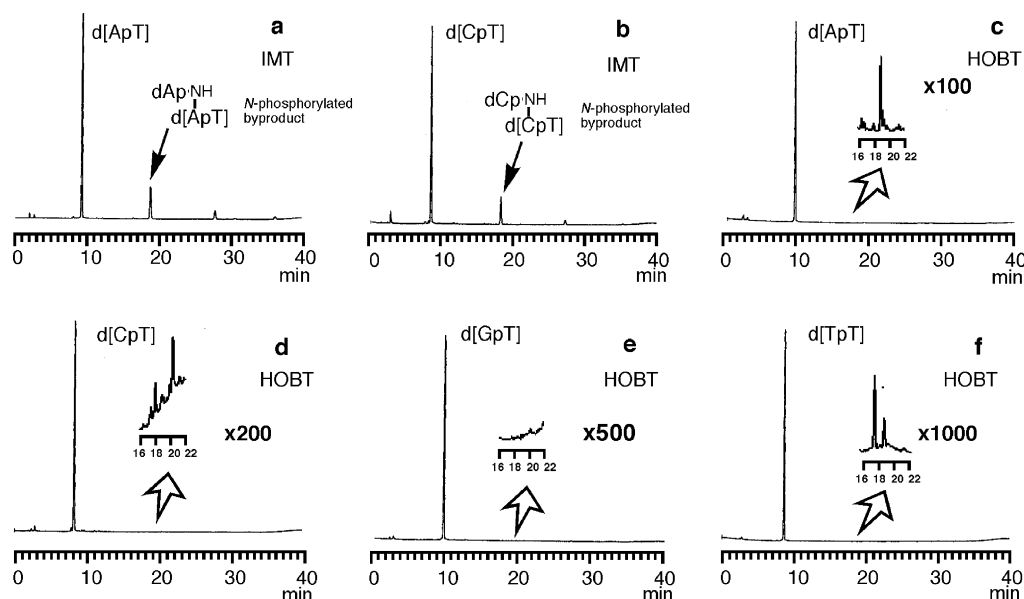 d[ApT]
a
IMT
dAp NH
d[ApT]
N-phosphorylated
byproduct
0 10 20 30 40
min
d[CpT]
b
IMT
dCp NH
d[CpT]
N-phosphorylated
byproduct
0 10 20 30 40
min
d[ApT]
c
HOBT
x100
16 18 20 22
0 10 20 30 40
min
d[CpT]
d
HOBT
x200
16 18 20 22
0 10 20 30 40
min
d[GpT]
e
HOBT
x500
16 18 20 22
0 10 20 30 40
min
d[TpT]
f
HOBT
x1000
16 18 20 22
0 10 20 30 40
min